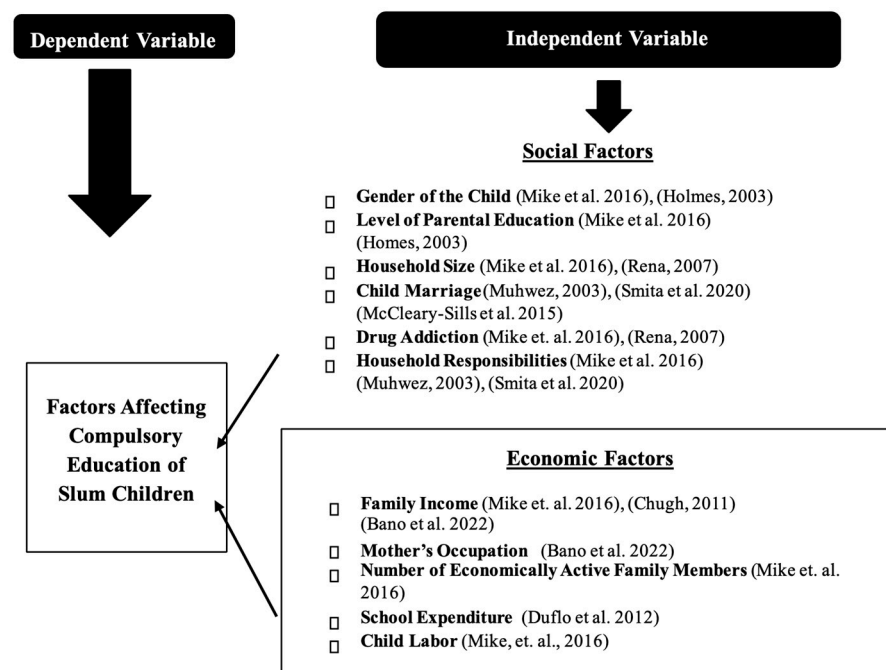 Dependent Variable
Independent Variable
Social Factors
Gender of the Child (Mike et al. 2016), (Holmes, 2003)
Level of Parental Education (Mike et al. 2016)
(Homes, 2003)
Household Size (Mike et al. 2016), (Rena, 2007)
Child Marriage (Muhwez, 2003), (Smita et al. 2020)
(McCleary-Sills et al. 2015)
Drug Addiction (Mike et. al 2016), (Rena, 2007)
Household Responsibilities (Mike et al. 2016)
(Muhwez, 2003), (Smita et al. 2020)
Factors Affecting
Compulsory
Education of
Slum Children
Economic Factors
Family Income (Mike et. al. 2016), (Chugh, 2011)
(Bano et al. 2022)
Mother's Occupation (Bano et al. 2022)
Number of Economically Active Family Members (Mike et. al.
2016)
School Expenditure (Duflo et al. 2012)
Child Labor (Mike, et. al., 2016)